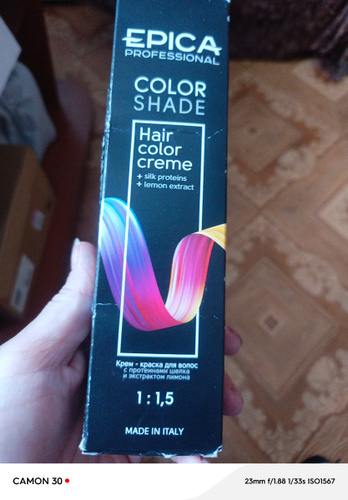 EPICA
PROFESSIONAL
COLOR
SHADE
Hair
color
creme
+ silk proteins
+ lemon extract
Крем - краска для волос
с протеинами шелка
и экстрактом лимона
1 : 1,5
MADE IN ITALY
CAMON 30
23mm f/1.88 1/33s ISO1567